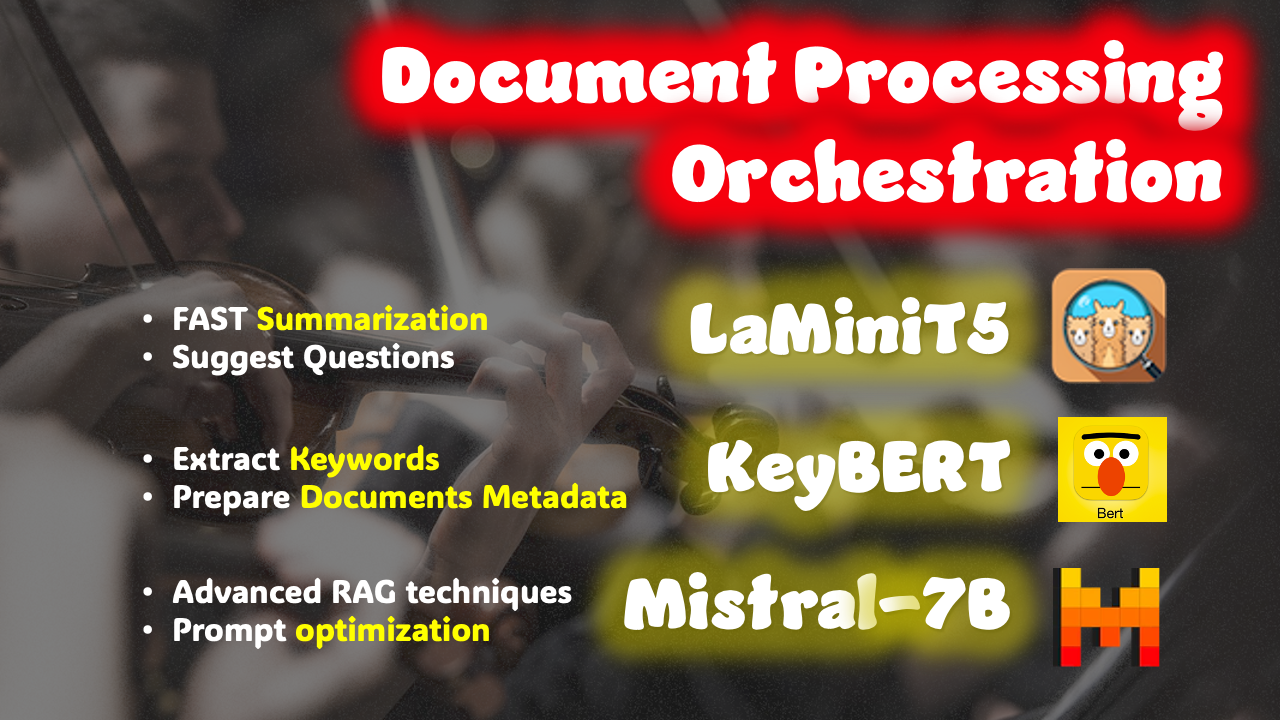 Document Processing
Orchestration
• FAST Summarization
• Suggest Questions
LaMiniT5
• Extract Keywords
• Prepare Documents Metadata
KeyBERT
Bert
• Advanced RAG techniques
• Prompt optimization
Mistral-7B